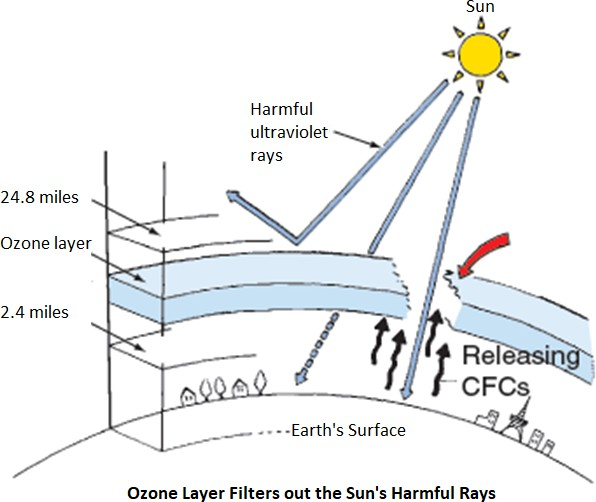 Sun
Harmful
ultraviolet
rays
24.8 miles
Ozone layer
2.4 miles
Releasing
CFCs
Earth's Surface
Ozone Layer Filters out the Sun's Harmful Rays